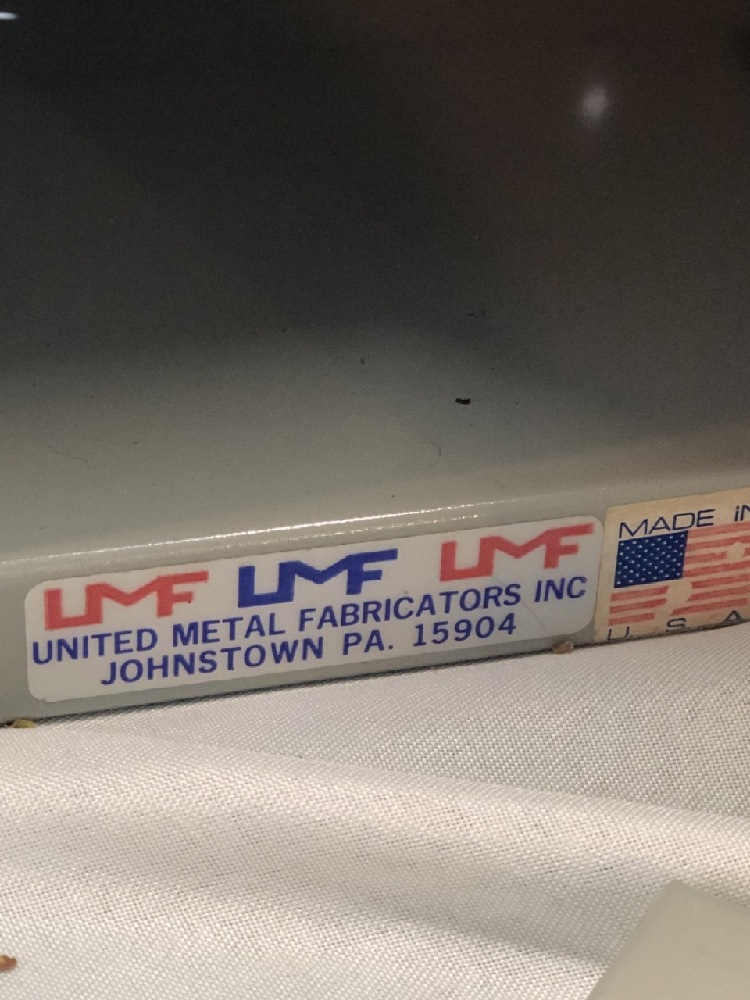 UMF UMF UMF
UNITED METAL FABRICATORS INC
JOHNSTOWN PA. 15904
MADE IN
U S A